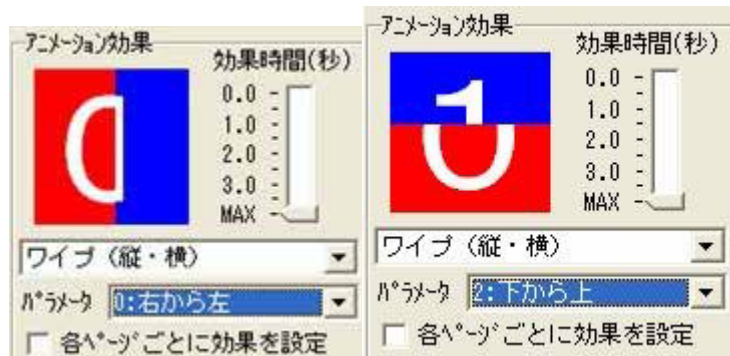 アニメーション効果
効果時間(秒)
0.0
1.0
2.0
3.0
MAX
0
ワイプ（縦・横）
パラメータ 0:右から左
各ページごとに効果を設定
アニメーション効果
効果時間(秒)
0.0
1.0
2.0
3.0
MAX
ワイプ（縦・横）
パラメータ 2:下から上
各ページごとに効果を設定